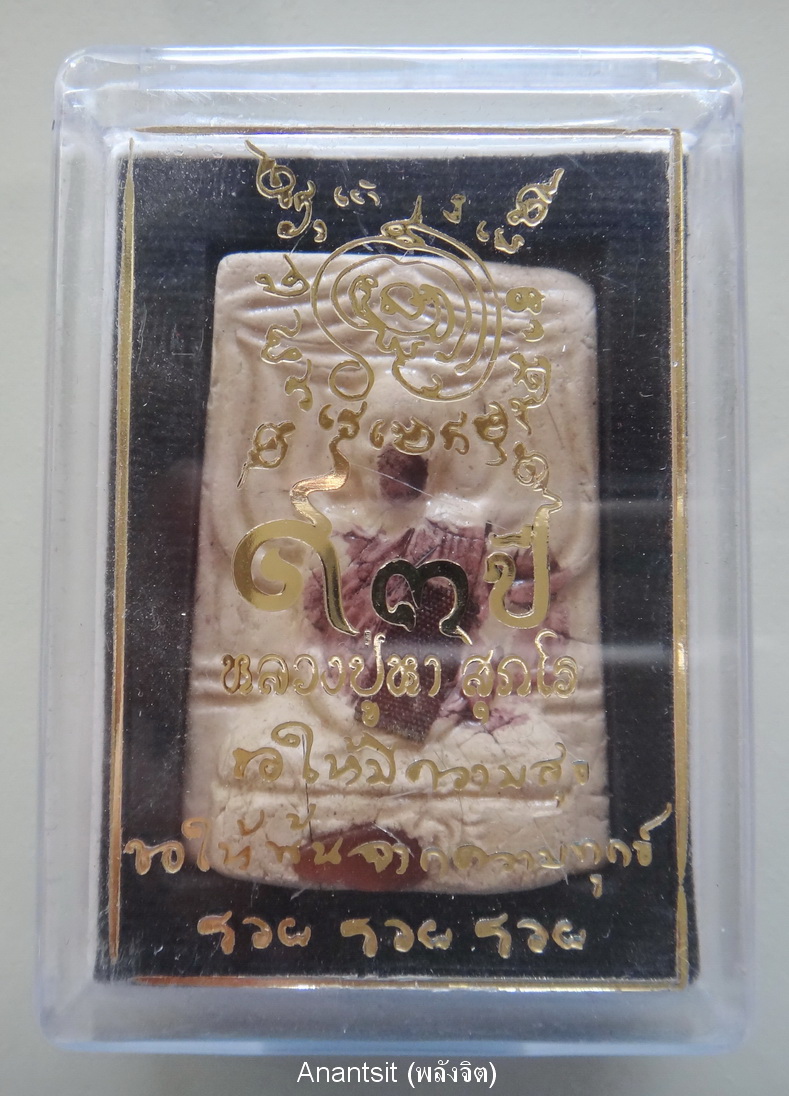 ๙๓ ปี
หลวงปู่หา สุภโร
ขอให้มีความสุข
ขอให้พ้นจากความทุกข์
รวย รวย รวย
Anantsit (พลังจิต)